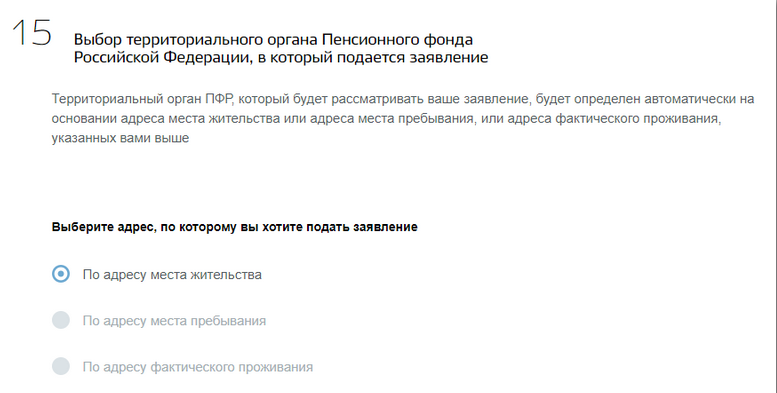 15
Выбор территориального органа Пенсионного фонда
Российской Федерации, в который подается заявление
Территориальный орган ПФР, который будет рассматривать ваше заявление, будет определен автоматически на
основании адреса места жительства или адреса места пребывания, или адреса фактического проживания,
указанных вами выше
Выберите адрес, по которому вы хотите подать заявление
По адресу места жительства
По адресу места пребывания
По адресу фактического проживания